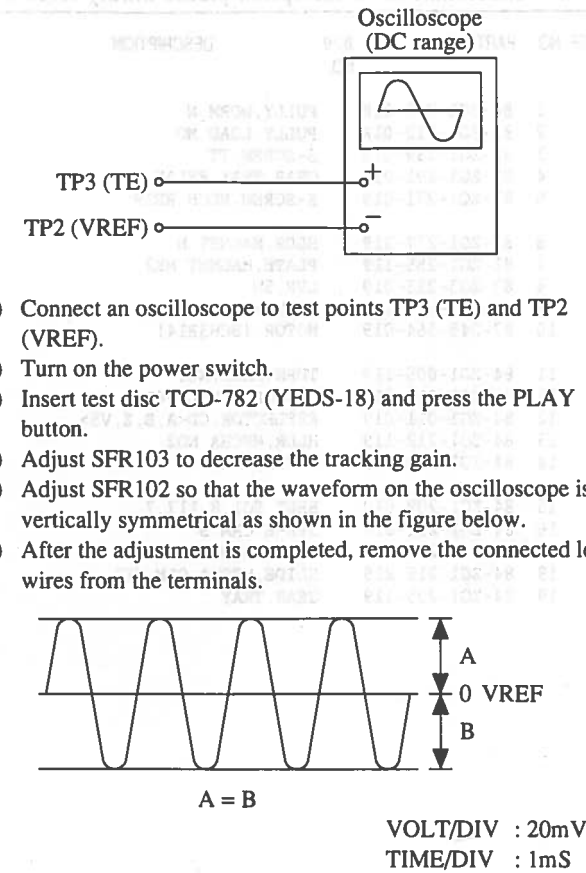 Oscilloscope
(DC range)
TP3 (TE)
+
TP2 (VREF)
−
) Connect an oscilloscope to test points TP3 (TE) and TP2
(VREF).
) Turn on the power switch.
) Insert test disc TCD-782 (YEDS-18) and press the PLAY
button.
) Adjust SFR103 to decrease the tracking gain.
) Adjust SFR102 so that the waveform on the oscilloscope is
vertically symmetrical as shown in the figure below.
) After the adjustment is completed, remove the connected le
wires from the terminals.
A
0 VREF
B
A = B
VOLT/DIV : 20mV
TIME/DIV : 1mS